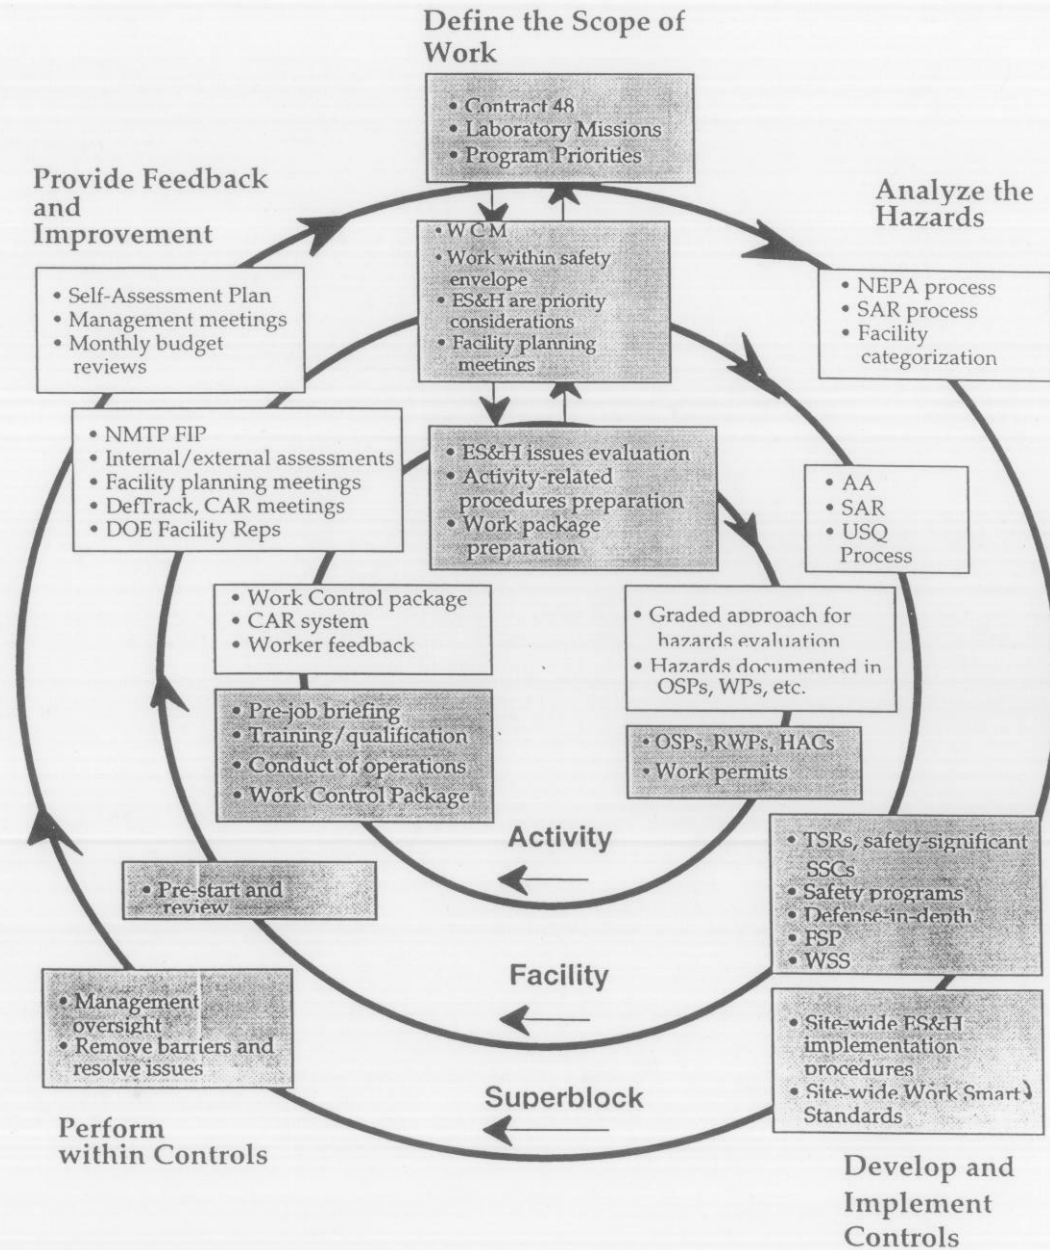 Define the Scope of
Work
• Contract 48
• Laboratory Missions
• Program Priorities
Provide Feedback
and
Improvement
Analyze the
Hazards
• W C M
• Work within safety
envelope
• ES&H are priority
considerations
• Facility planning
meetings
• Self-Assessment Plan
• Management meetings
• Monthly budget
reviews
• NEPA process
• SAR process
• Facility
categorization
• NMTP FIP
• Internal/external assessments
• Facility planning meetings
• DefTrack, CAR meetings
• DOE Facility Reps
• ES&H issues evaluation
• Activity-related
procedures preparation
• Work package
preparation
• AA
• SAR
• USQ
Process
• Work Control package
• CAR system
• Worker feedback
• Graded approach for
hazards evaluation
• Hazards documented in
OSPs, WPs, etc.
• Pre-job briefing
• Training/qualification
• Conduct of operations
• Work Control Package
• OSPs, RWPs, HACs
• Work permits
Activity
• TSRs, safety-significant
SSCs
• Safety programs
• Defense-in-depth
• FSP
• WSS
• Pre-start and
review
Facility
• Management
oversight
• Remove barriers and
resolve issues
• Site-wide ES&H
implementation
procedures
• Site-wide Work Smart
Standards
Superblock
Perform
within Controls
Develop and
Implement
Controls